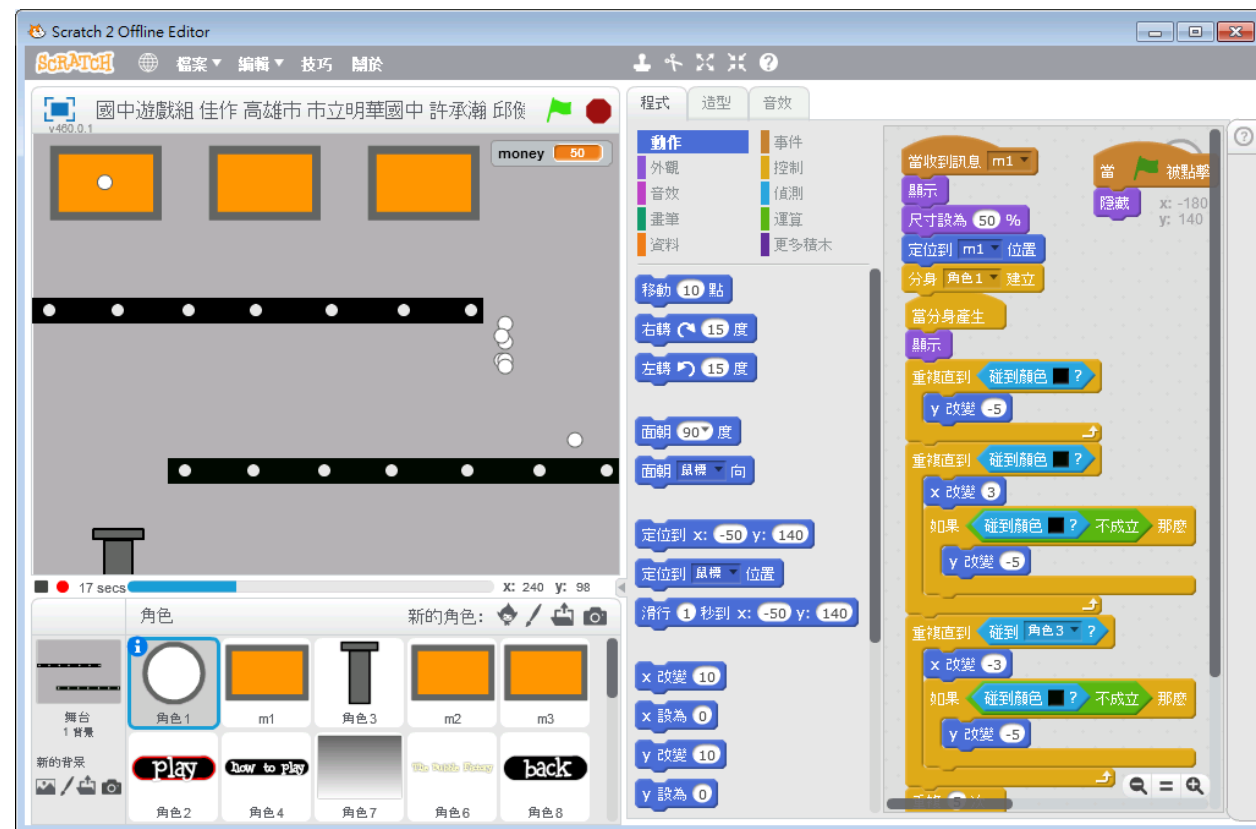 Scratch 2 Offline Editor
SCRATCH 檔案▼ 編輯▼ 技巧 關於
國中遊戲組 佳作 高雄市 市立明華國中 許承瀚
v460.0.1
money 50
17 secs
x: 240 y: 98
角色
新的角色:
舞台
1 背景
新的背景
角色1
m1
角色3
m2
m3
play
how to play
back
角色2
角色4
角色7
角色6
角色8
程式
造型
音效
動作
外觀
音效
畫筆
資料
事件
控制
偵測
運算
更多積木
移動 10 點
右轉 15 度
左轉 15 度
面朝 90▼ 度
面朝 鼠標 向
定位到 x: -50 y: 140
定位到 鼠標 位置
滑行 1 秒到 x: -50 y: 140
x 改變 10
x 設為 0
y 改變 10
y 設為 0
當收到訊息 m1
顯示
尺寸設為 50 %
定位到 m1 位置
分身 角色1 建立
當分身產生
顯示
重複直到 碰到顏色 ?
y 改變 -5
重複直到 碰到顏色 ?
x 改變 3
如果 碰到顏色 ? 不成立 那麼
y 改變 -5
重複直到 碰到 角色3 ?
x 改變 -3
如果 碰到顏色 ? 不成立 那麼
y 改變 -5
當 被點擊
隱藏
x: -180
y: 140